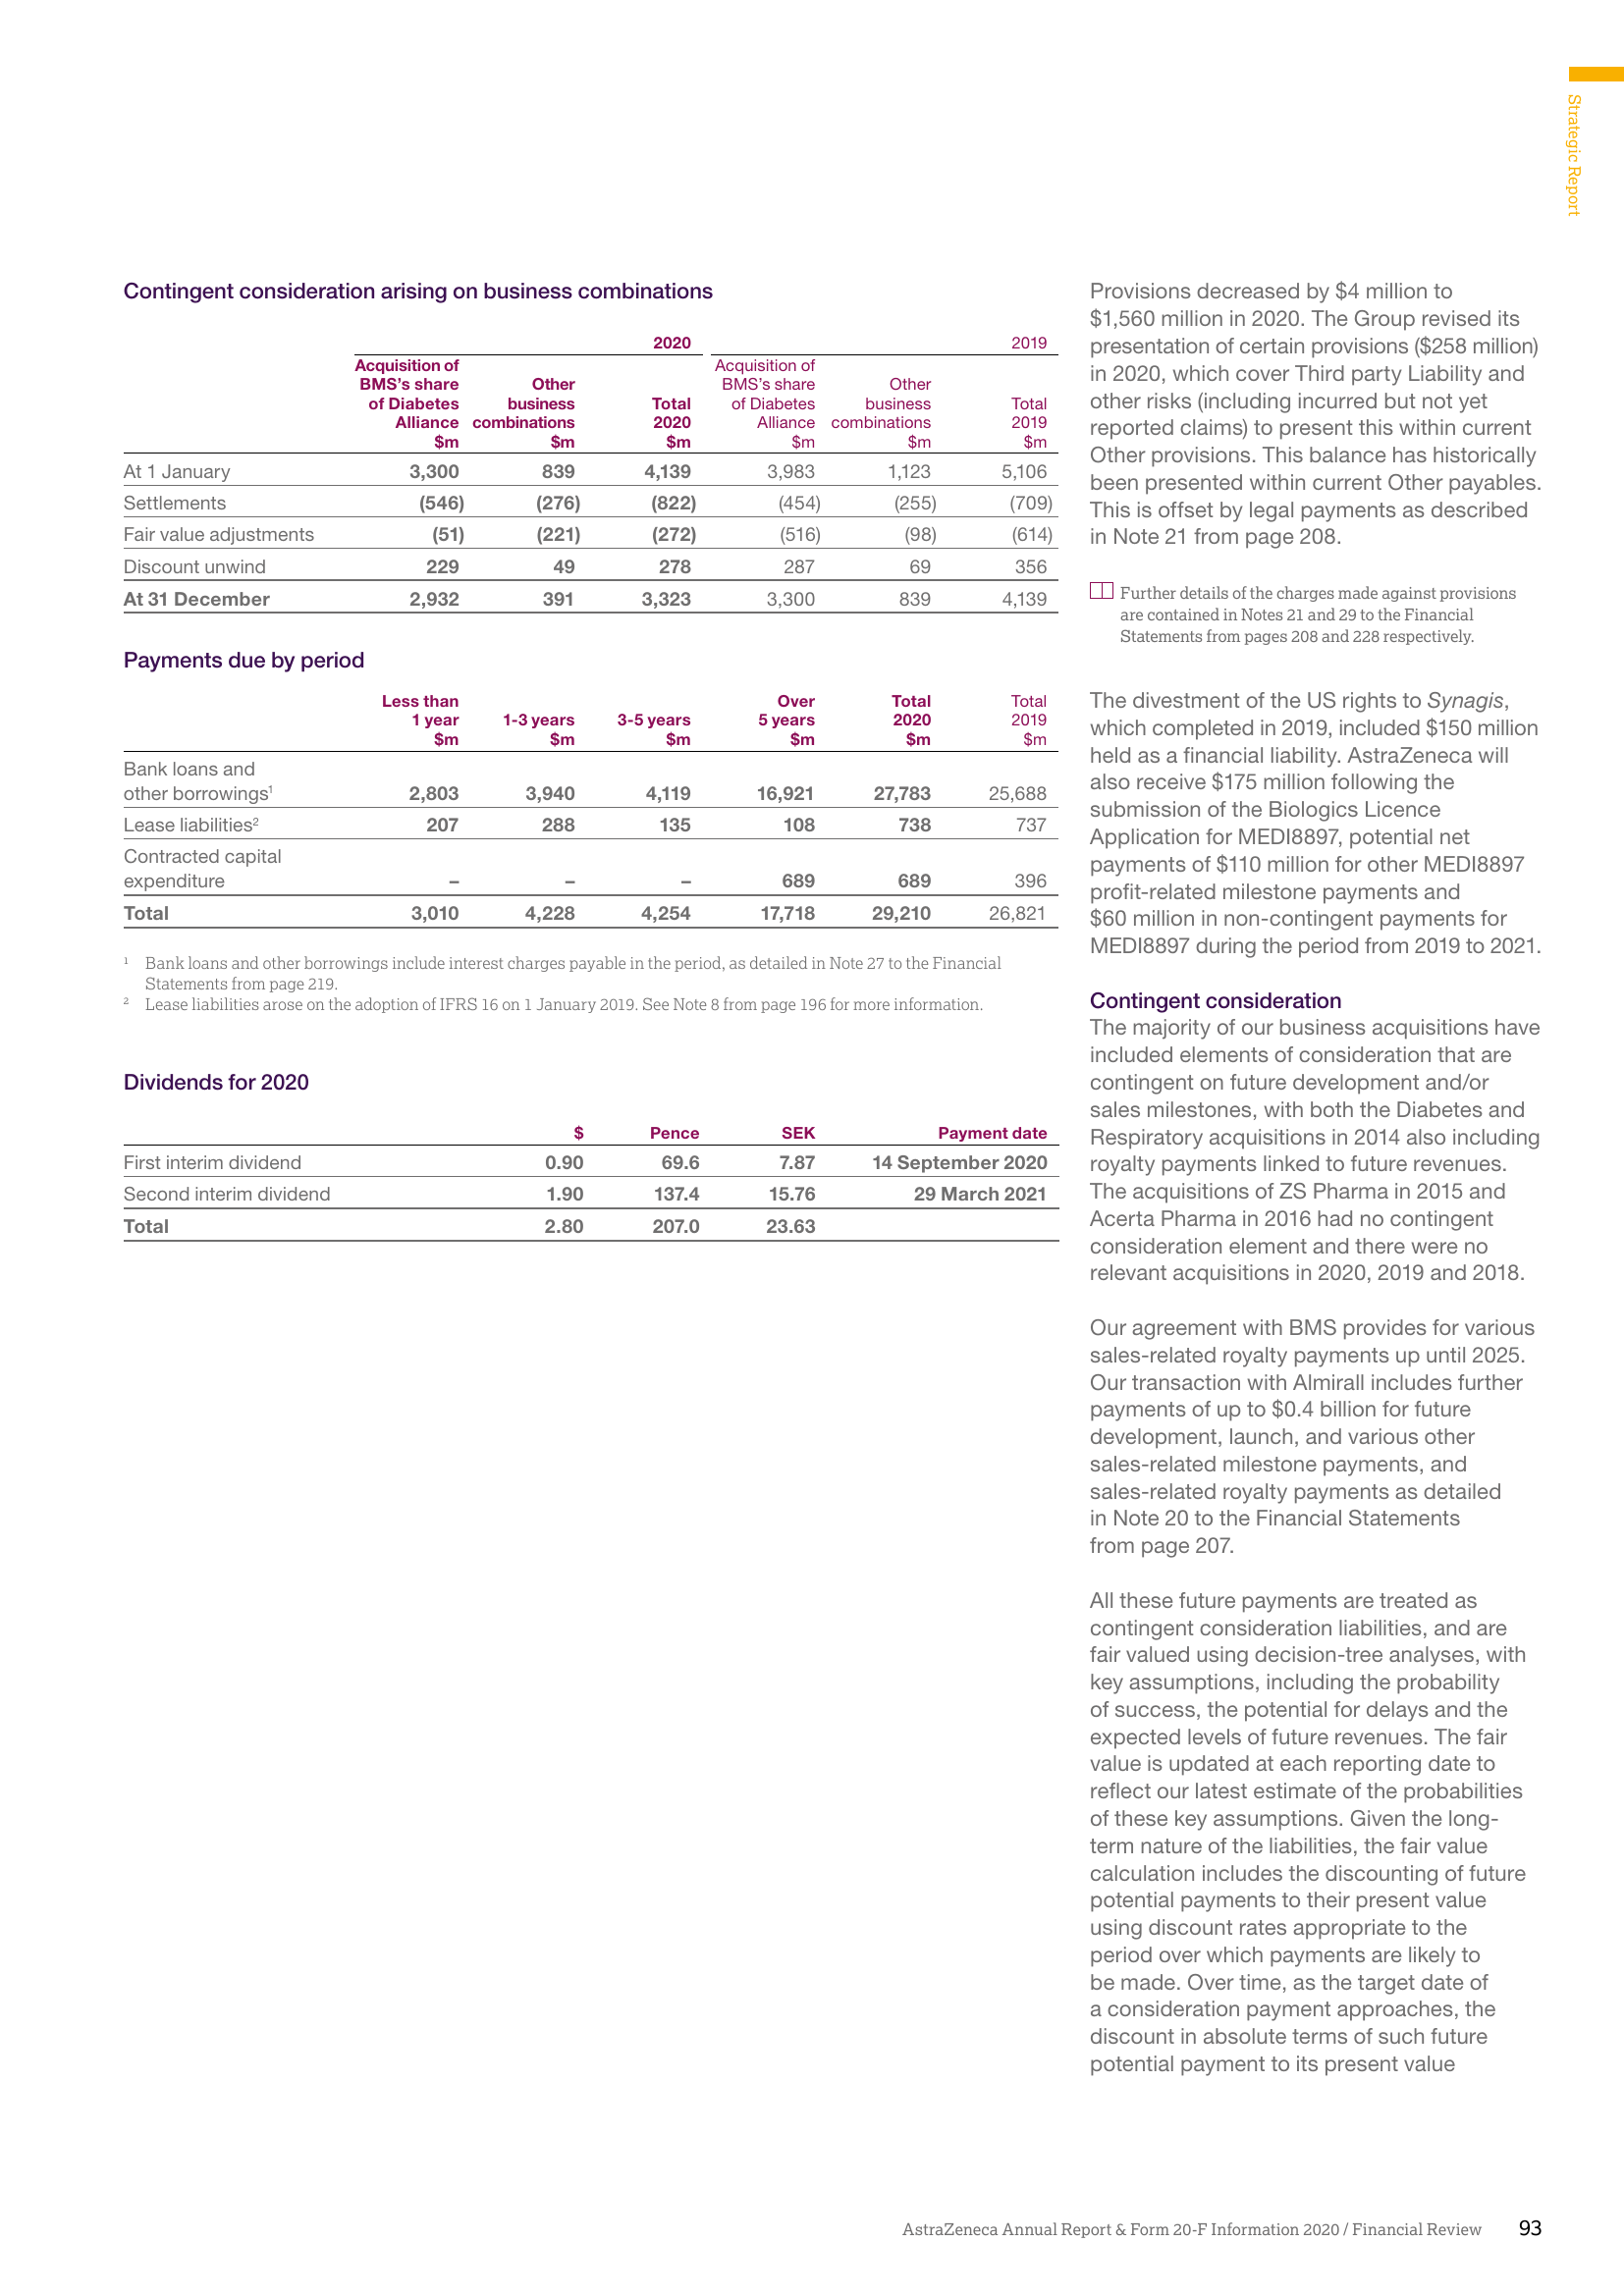 Strategic Report
Contingent consideration arising on business combinations
2020 2019
Acquisition of Acquisition of
BMS's share Other BMS's share Other
of Diabetes business Total of Diabetes business Total
Alliance combinations 2020 Alliance combinations 2019
$m $m $m $m $m $m
At 1 January 3,300 839 4,139 3,983 1,123 5,106
Settlements (546) (276) (822) (454) (255) (709)
Fair value adjustments (51) (221) (272) (516) (98) (614)
Discount unwind 229 49 278 287 69 356
At 31 December 2,932 391 3,323 3,300 839 4,139
Payments due by period
Less than Over Total Total
1 year 1-3 years 3-5 years 5 years 2020 2019
$m $m $m $m $m $m
Bank loans and
other borrowings¹ 2,803 3,940 4,119 16,921 27,783 25,688
Lease liabilities² 207 288 135 108 738 737
Contracted capital
expenditure – – – 689 689 396
Total 3,010 4,228 4,254 17,718 29,210 26,821
¹ Bank loans and other borrowings include interest charges payable in the period, as detailed in Note 27 to the Financial
Statements from page 219.
² Lease liabilities arose on the adoption of IFRS 16 on 1 January 2019. See Note 8 from page 196 for more information.
Dividends for 2020
$ Pence SEK Payment date
First interim dividend 0.90 69.6 7.87 14 September 2020
Second interim dividend 1.90 137.4 15.76 29 March 2021
Total 2.80 207.0 23.63
Provisions decreased by $4 million to
$1,560 million in 2020. The Group revised its
presentation of certain provisions ($258 million)
in 2020, which cover Third party Liability and
other risks (including incurred but not yet
reported claims) to present this within current
Other provisions. This balance has historically
been presented within current Other payables.
This is offset by legal payments as described
in Note 21 from page 208.
Further details of the charges made against provisions
are contained in Notes 21 and 29 to the Financial
Statements from pages 208 and 228 respectively.
The divestment of the US rights to Synagis,
which completed in 2019, included $150 million
held as a financial liability. AstraZeneca will
also receive $175 million following the
submission of the Biologics Licence
Application for MEDI8897, potential net
payments of $110 million for other MEDI8897
profit-related milestone payments and
$60 million in non-contingent payments for
MEDI8897 during the period from 2019 to 2021.
Contingent consideration
The majority of our business acquisitions have
included elements of consideration that are
contingent on future development and/or
sales milestones, with both the Diabetes and
Respiratory acquisitions in 2014 also including
royalty payments linked to future revenues.
The acquisitions of ZS Pharma in 2015 and
Acerta Pharma in 2016 had no contingent
consideration element and there were no
relevant acquisitions in 2020, 2019 and 2018.
Our agreement with BMS provides for various
sales-related royalty payments up until 2025.
Our transaction with Almirall includes further
payments of up to $0.4 billion for future
development, launch, and various other
sales-related milestone payments, and
sales-related royalty payments as detailed
in Note 20 to the Financial Statements
from page 207.
All these future payments are treated as
contingent consideration liabilities, and are
fair valued using decision-tree analyses, with
key assumptions, including the probability
of success, the potential for delays and the
expected levels of future revenues. The fair
value is updated at each reporting date to
reflect our latest estimate of the probabilities
of these key assumptions. Given the long-
term nature of the liabilities, the fair value
calculation includes the discounting of future
potential payments to their present value
using discount rates appropriate to the
period over which payments are likely to
be made. Over time, as the target date of
a consideration payment approaches, the
discount in absolute terms of such future
potential payment to its present value
AstraZeneca Annual Report & Form 20-F Information 2020 / Financial Review 93